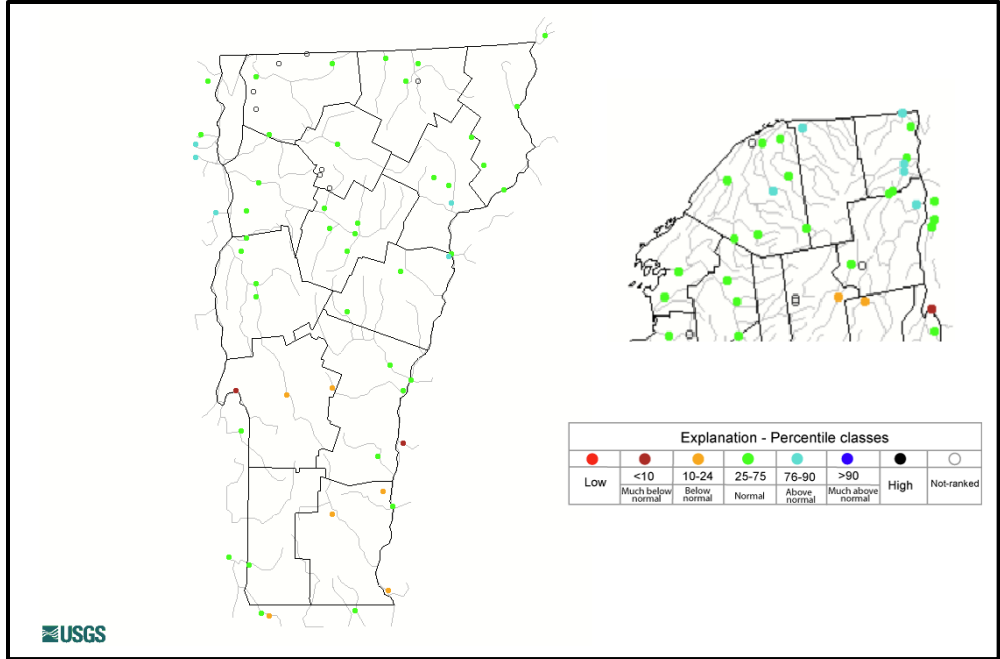 Explanation - Percentile classes
Low
<10
10-24
25-75
76-90
>90
High
Not-ranked
Much below
normal
Below
normal
Normal
Above
normal
Much above
normal
USGS